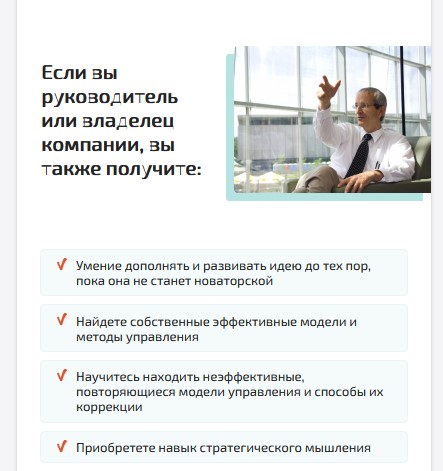 Если вы
руководитель
или владелец
компании, вы
также получите:
Умение дополнять и развивать идею до тех пор,
пока она не станет новаторской
Найдете собственные эффективные модели и
методы управления
Научитесь находить неэффективные,
повторяющиеся модели управления и способы их
коррекции
Приобретете навык стратегического мышления